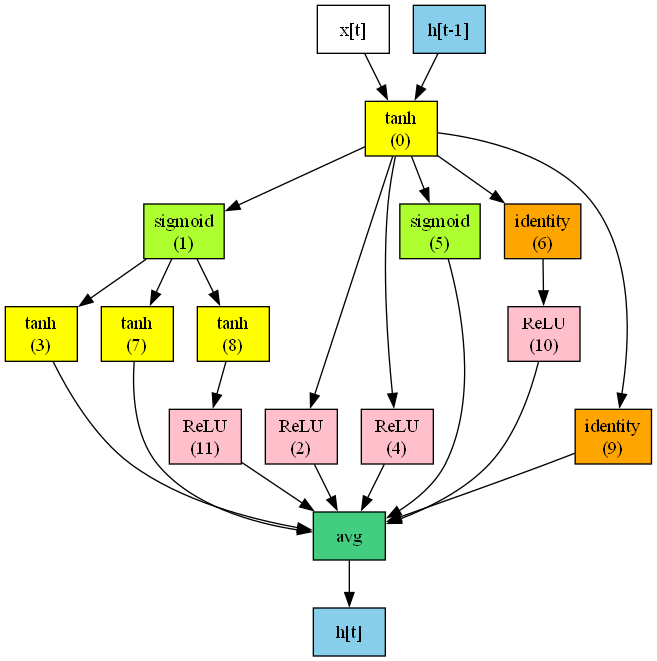 x[t]
h[t-1]
tanh
(0)
sigmoid
(1)
sigmoid
(5)
identity
(6)
tanh
(3)
tanh
(7)
tanh
(8)
ReLU
(10)
ReLU
(11)
ReLU
(2)
ReLU
(4)
identity
(9)
avg
h[t]